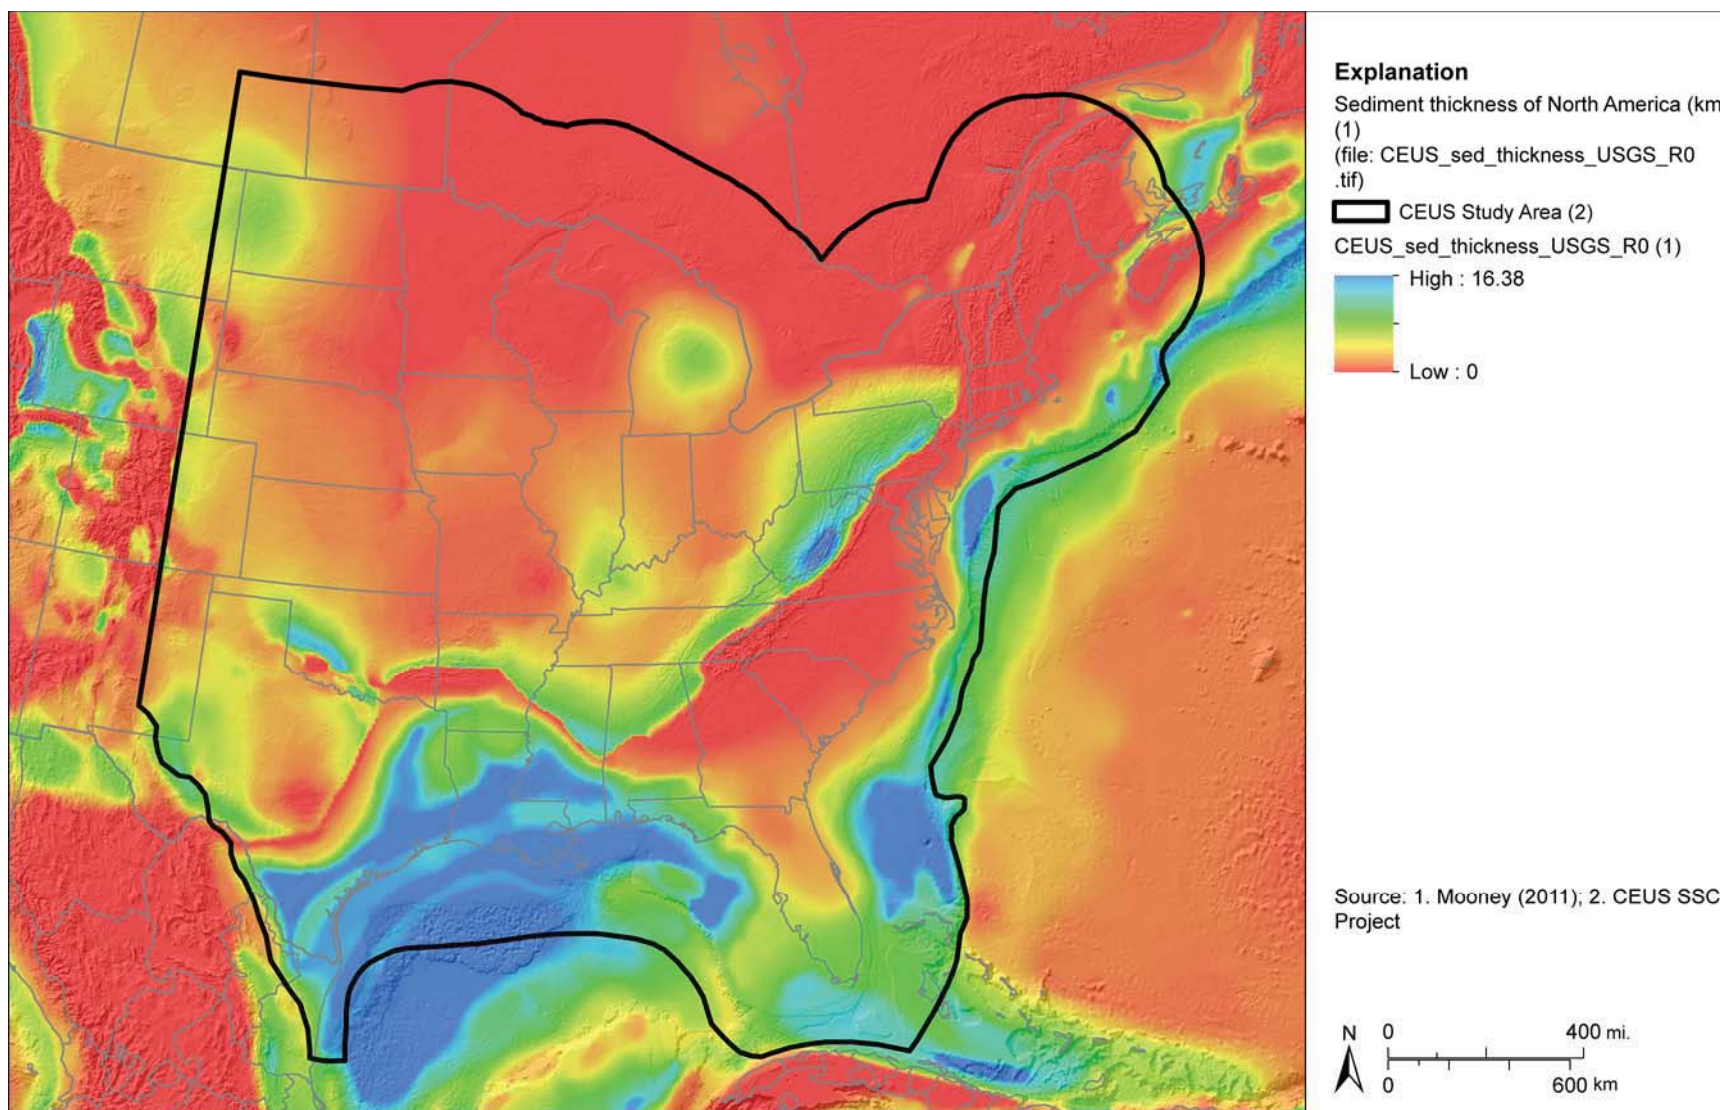 Explanation
Sediment thickness of North America (km
(1)
(file: CEUS_sed_thickness_USGS_R0
.tif)
CEUS Study Area (2)
CEUS_sed_thickness_USGS_R0 (1)
High : 16.38
Low : 0
Source: 1. Mooney (2011); 2. CEUS SSC
Project
N
0 400 mi.
0 600 km